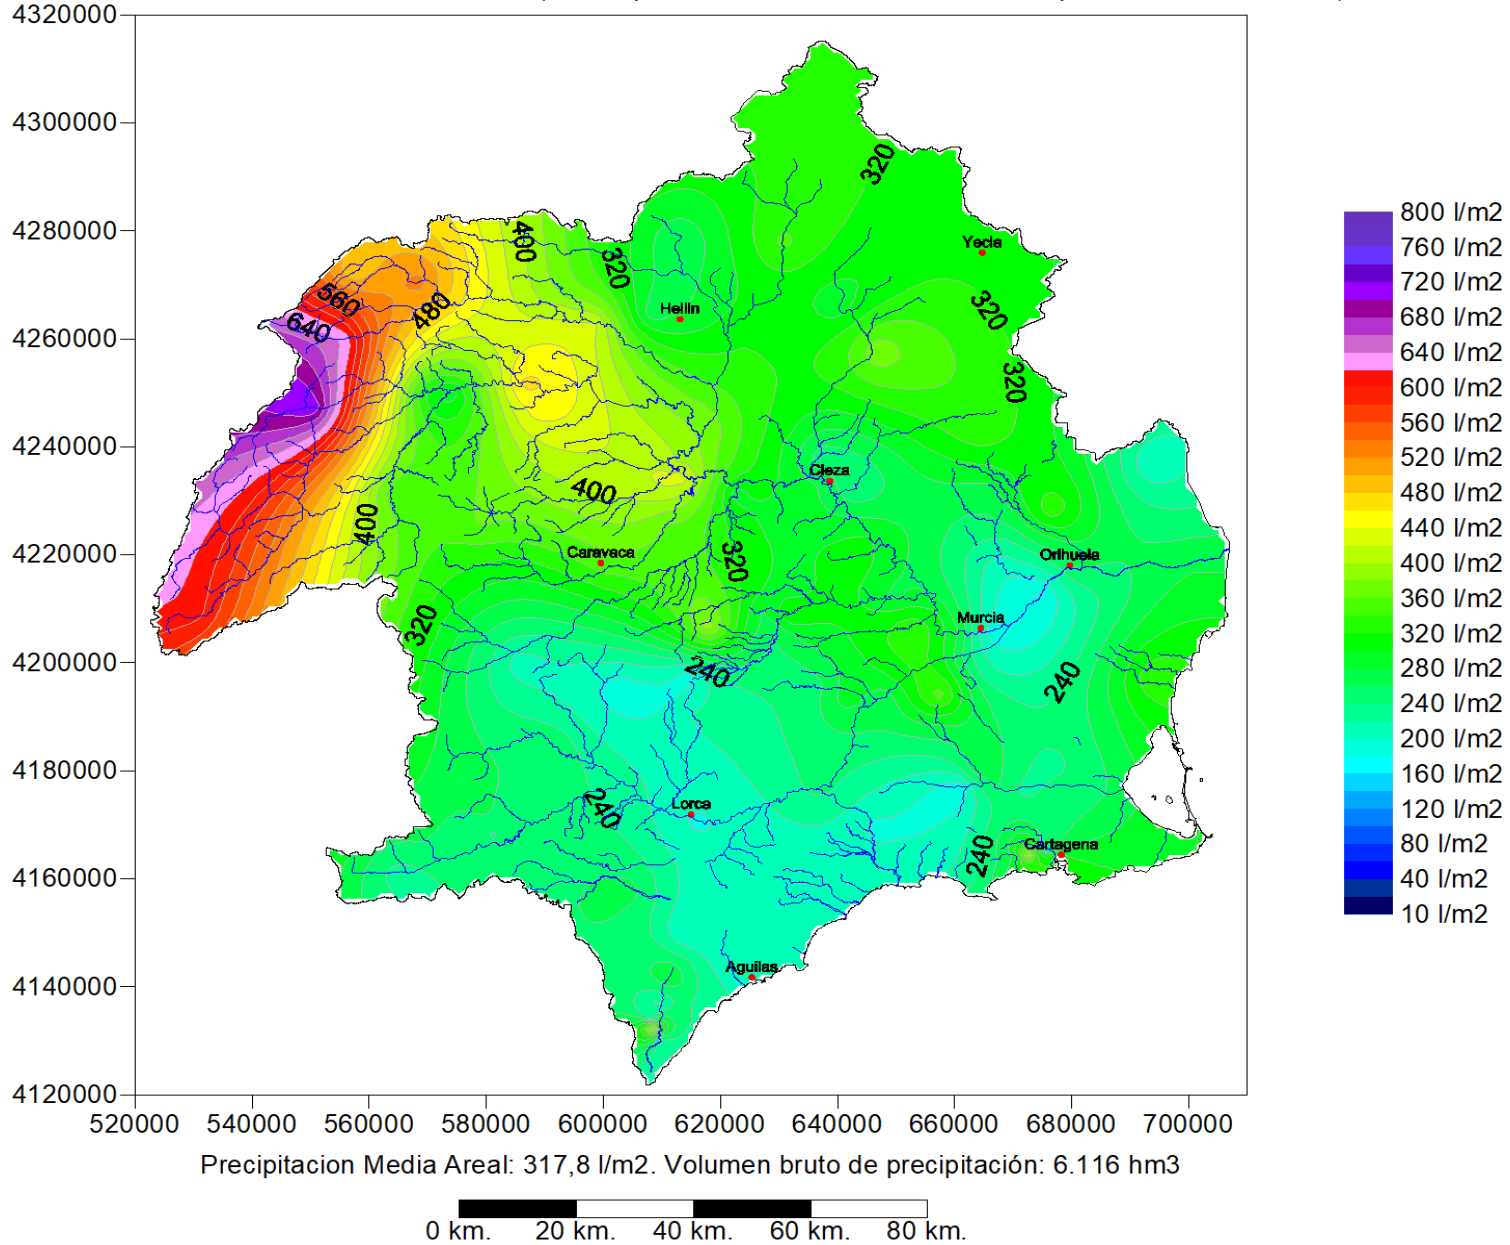 4320000
4300000
4280000
4260000
4240000
4220000
4200000
4180000
4160000
4140000
4120000
520000 540000 560000 580000 600000 620000 640000 660000 680000 700000
320
400
320
Yecla
560
480
640
Hellin
320
320
Cieza
400
400
Caravaca
320
Orihuela
320
Murcia
240
240
240
Lorca
240
Cartagena
Aguilas
800 l/m2
760 l/m2
720 l/m2
680 l/m2
640 l/m2
600 l/m2
560 l/m2
520 l/m2
480 l/m2
440 l/m2
400 l/m2
360 l/m2
320 l/m2
280 l/m2
240 l/m2
200 l/m2
160 l/m2
120 l/m2
80 l/m2
40 l/m2
10 l/m2
Precipitacion Media Areal: 317,8 l/m2. Volumen bruto de precipitación: 6.116 hm3
0 km. 20 km. 40 km. 60 km. 80 km.